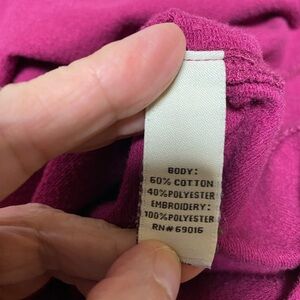 BODY:
60% COTTON
40% POLYESTER
EMBROIDERY:
100% POLYESTER
RN# 69016